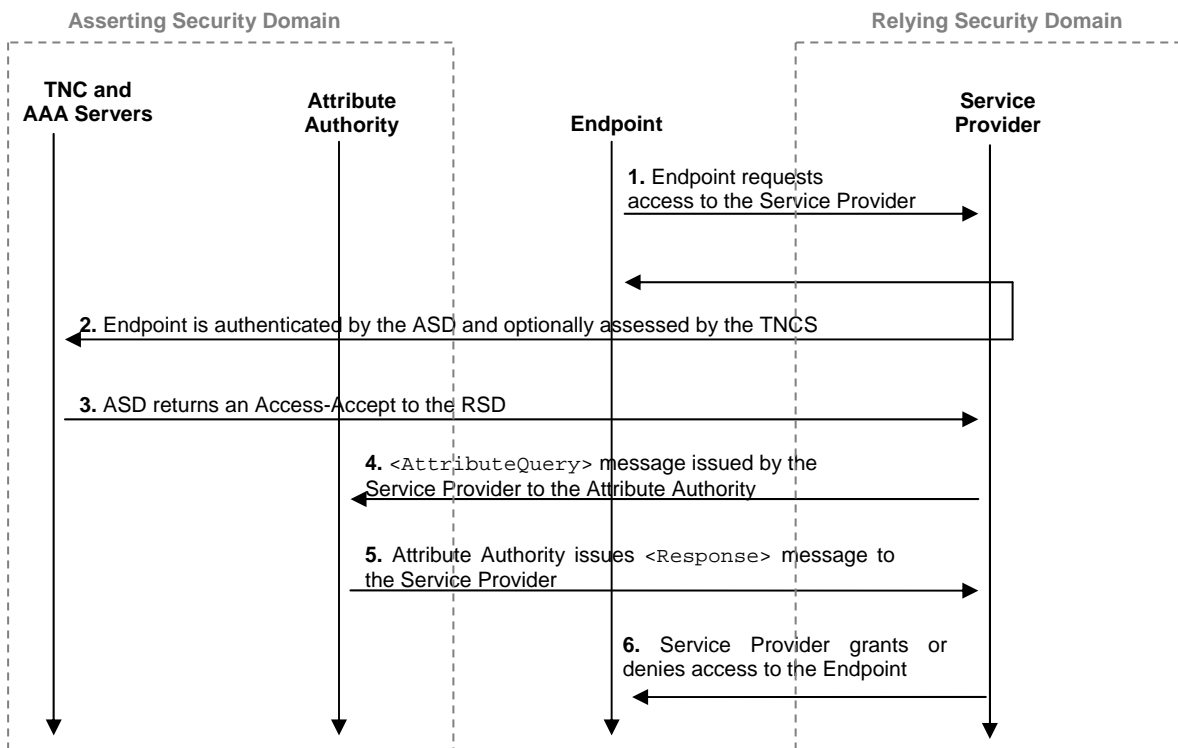 Asserting Security Domain
Relying Security Domain
TNC and
AAA Servers
Attribute
Authority
Endpoint
Service
Provider
1. Endpoint requests
access to the Service Provider
2. Endpoint is authenticated by the ASD and optionally assessed by the TNCS
3. ASD returns an Access-Accept to the RSD
4. <AttributeQuery> message issued by the
Service Provider to the Attribute Authority
5. Attribute Authority issues <Response> message to
the Service Provider
6. Service Provider grants or
denies access to the Endpoint